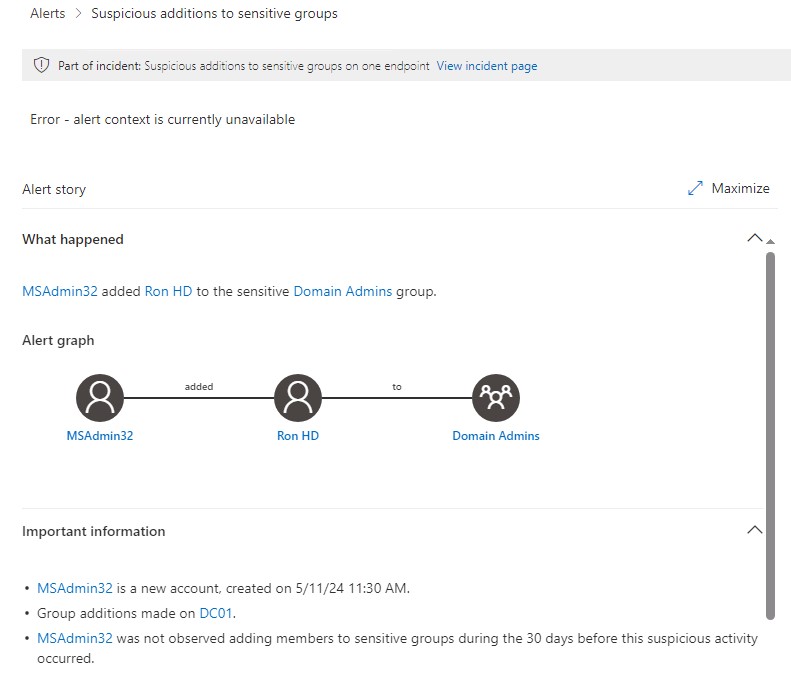 Alerts > Suspicious additions to sensitive groups
Part of incident: Suspicious additions to sensitive groups on one endpoint View incident page
Error - alert context is currently unavailable
Alert story Maximize
What happened
MSAdmin32 added Ron HD to the sensitive Domain Admins group.
Alert graph
added to
MSAdmin32 Ron HD Domain Admins
Important information
• MSAdmin32 is a new account, created on 5/11/24 11:30 AM.
• Group additions made on DC01.
• MSAdmin32 was not observed adding members to sensitive groups during the 30 days before this suspicious activity
occurred.